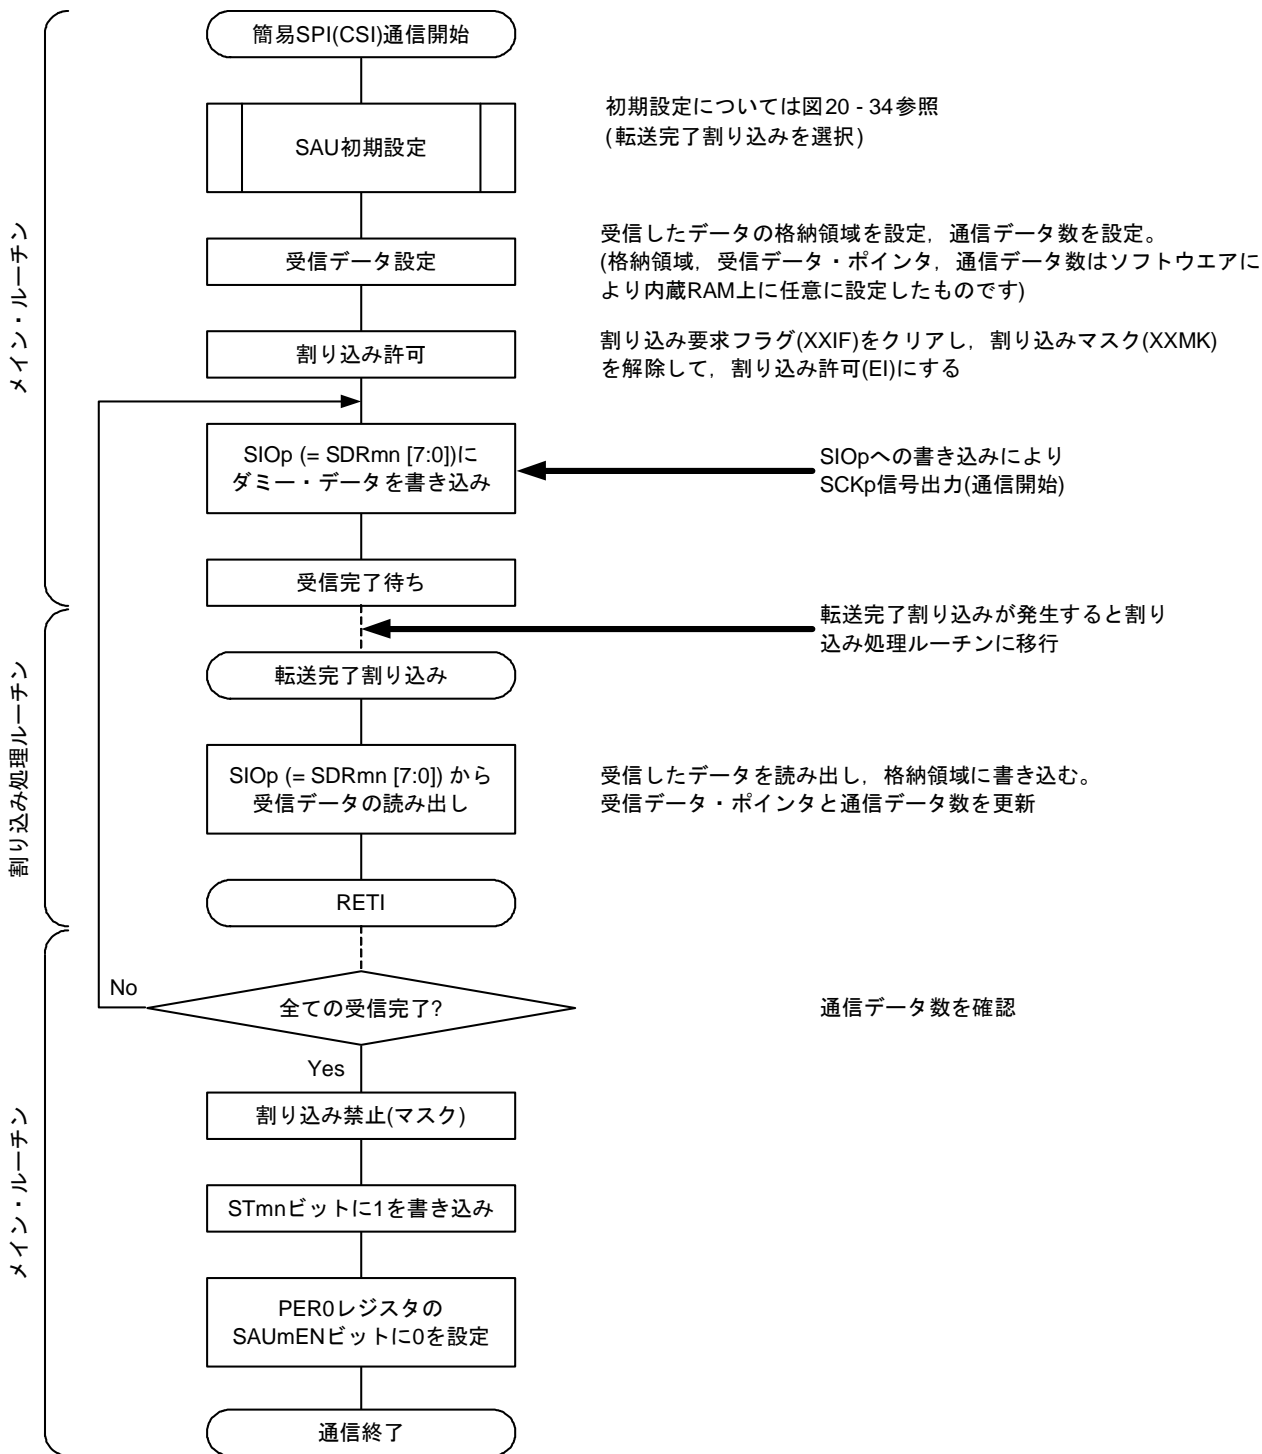 簡易SPI(CSI)通信開始
SAU初期設定
初期設定については図20 - 34参照
(転送完了割り込みを選択)
メイン・ルーチン
受信データ設定
受信したデータの格納領域を設定，通信データ数を設定。
(格納領域，受信データ・ポインタ，通信データ数はソフトウエアに
より内蔵RAM上に任意に設定したものです)
割り込み許可
割り込み要求フラグ(XXIF)をクリアし，割り込みマスク(XXMK)
を解除して，割り込み許可(EI)にする
SIOp (= SDRmn [7:0])に
ダミー・データを書き込み
SIOpへの書き込みにより
SCKp信号出力(通信開始)
受信完了待ち
転送完了割り込みが発生すると割り
込み処理ルーチンに移行
割り込み処理ルーチン
転送完了割り込み
SIOp (= SDRmn [7:0]) から
受信データの読み出し
受信したデータを読み出し，格納領域に書き込む。
受信データ・ポインタと通信データ数を更新
RETI
No
全ての受信完了?
通信データ数を確認
Yes
メイン・ルーチン
割り込み禁止(マスク)
STmnビットに1を書き込み
PER0レジスタの
SAUmENビットに0を設定
通信終了